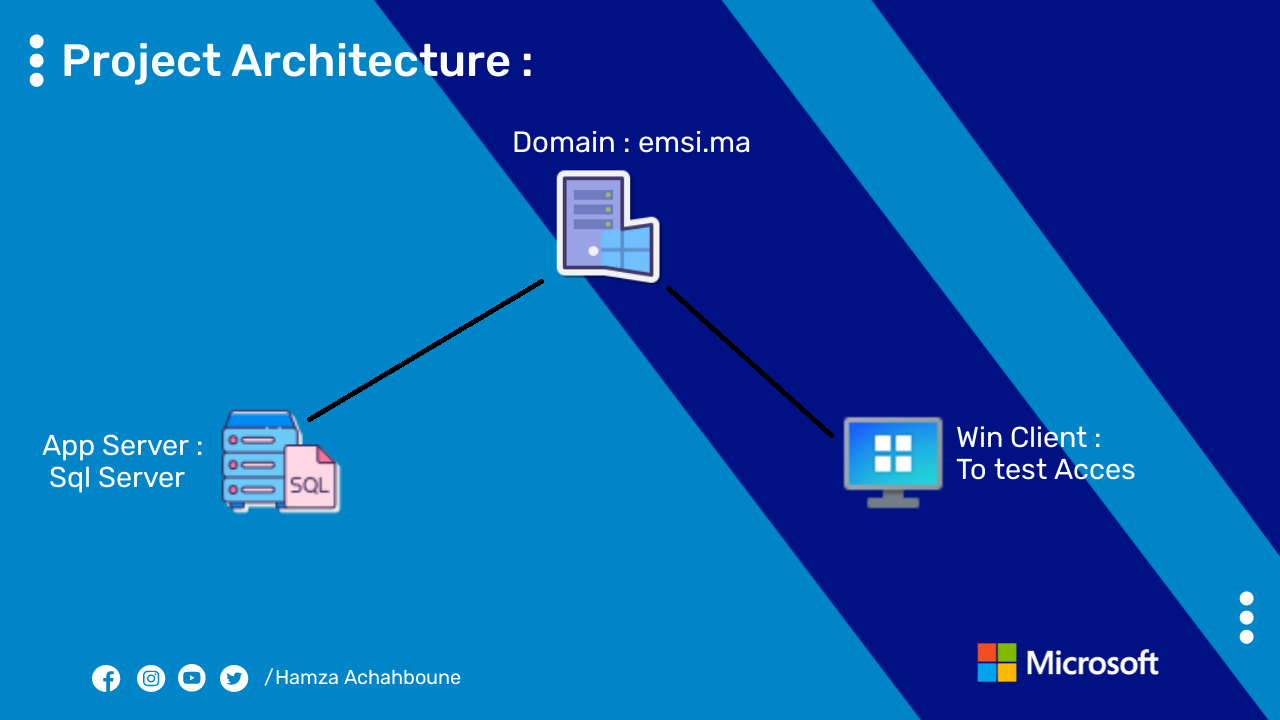 Project Architecture :
Domain : emsi.ma
App Server :
Sql Server
SQL
Win Client :
To test Acces
/Hamza Achahboune
Microsoft